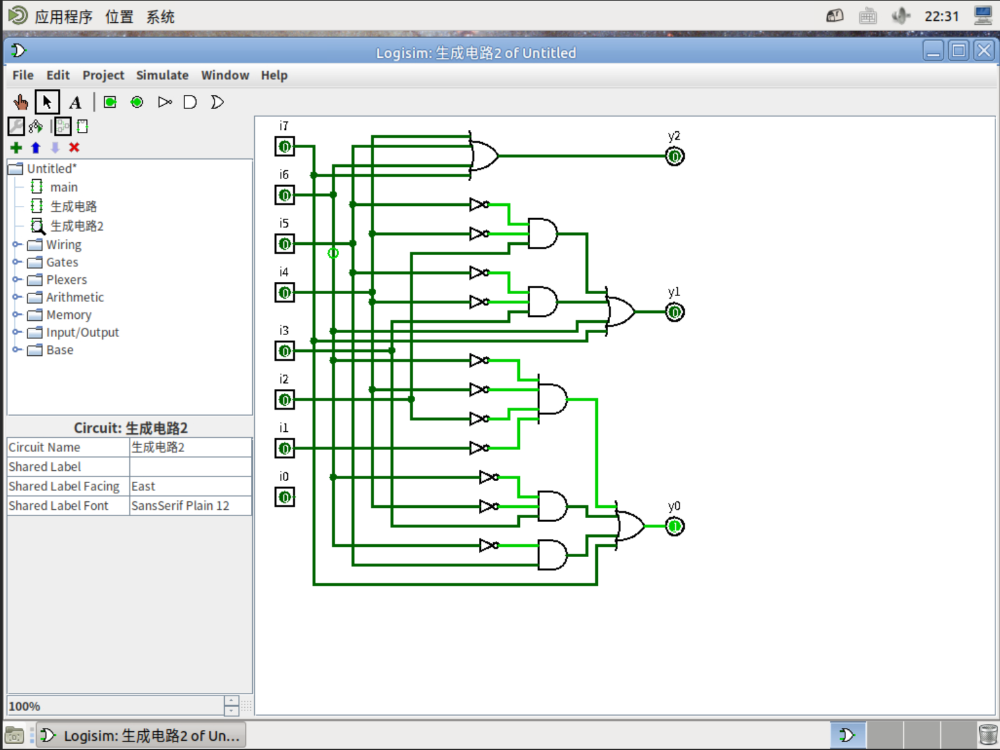 应用程序 位置 系统 22:31
Logisim: 生成电路2 of Untitled
File Edit Project Simulate Window Help
A
Untitled*
main
生成电路
生成电路2
Wiring
Gates
Plexers
Arithmetic
Memory
Input/Output
Base
Circuit: 生成电路2
Circuit Name 生成电路2
Shared Label
Shared Label Facing East
Shared Label Font SansSerif Plain 12
100%
i7
0
i6
0
i5
0
i4
0
i3
0
i2
0
i1
0
i0
0
y2
0
y1
0
y0
1
Logisim: 生成电路2 of Un...